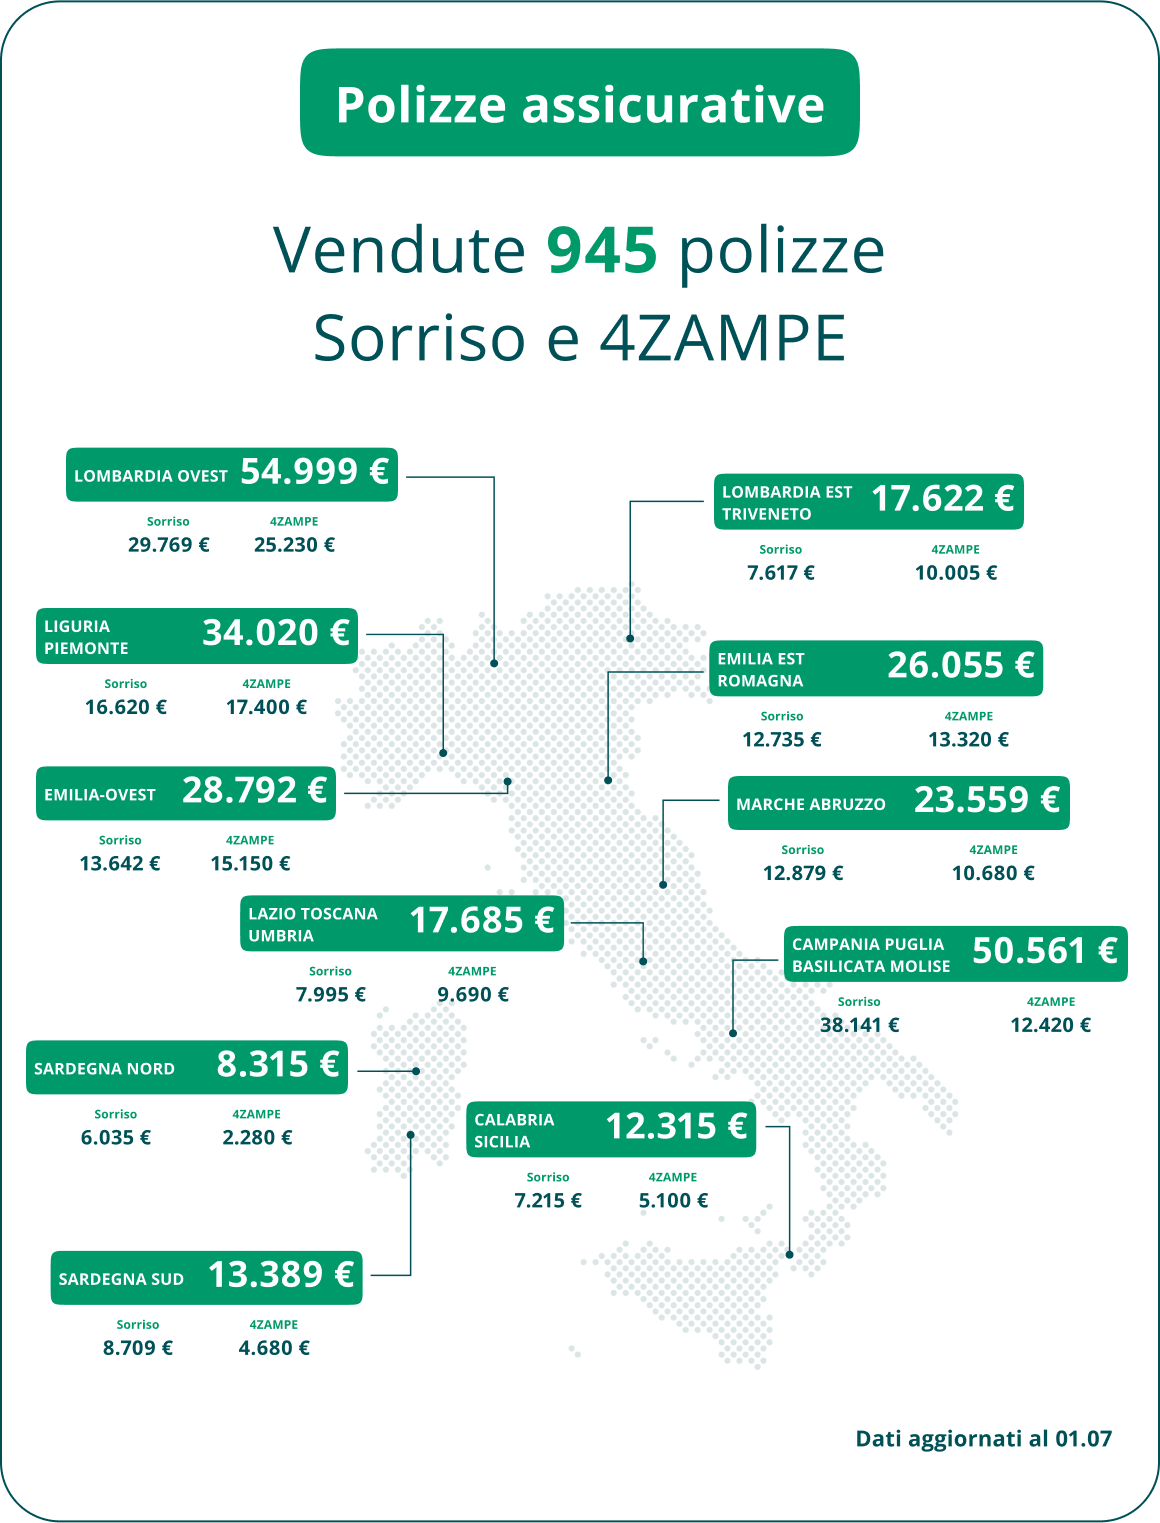 Polizze assicurative
Vendute 945 polizze
Sorriso e 4ZAMPE
LOMBARDIA OVEST 54.999 €
Sorriso 4ZAMPE
29.769 € 25.230 €
LOMBARDIA EST
TRIVENETO
17.622 €
Sorriso 4ZAMPE
7.617 € 10.005 €
LIGURIA
PIEMONTE
34.020 €
Sorriso 4ZAMPE
16.620 € 17.400 €
EMILIA EST
ROMAGNA
26.055 €
Sorriso 4ZAMPE
12.735 € 13.320 €
EMILIA-OVEST 28.792 €
Sorriso 4ZAMPE
13.642 € 15.150 €
MARCHE ABRUZZO 23.559 €
Sorriso 4ZAMPE
12.879 € 10.680 €
LAZIO TOSCANA
UMBRIA
17.685 €
Sorriso 4ZAMPE
7.995 € 9.690 €
CAMPANIA PUGLIA
BASILICATA MOLISE
50.561 €
Sorriso 4ZAMPE
38.141 € 12.420 €
SARDEGNA NORD 8.315 €
Sorriso 4ZAMPE
6.035 € 2.280 €
CALABRIA
SICILIA
12.315 €
Sorriso 4ZAMPE
7.215 € 5.100 €
SARDEGNA SUD 13.389 €
Sorriso 4ZAMPE
8.709 € 4.680 €
Dati aggiornati al 01.07